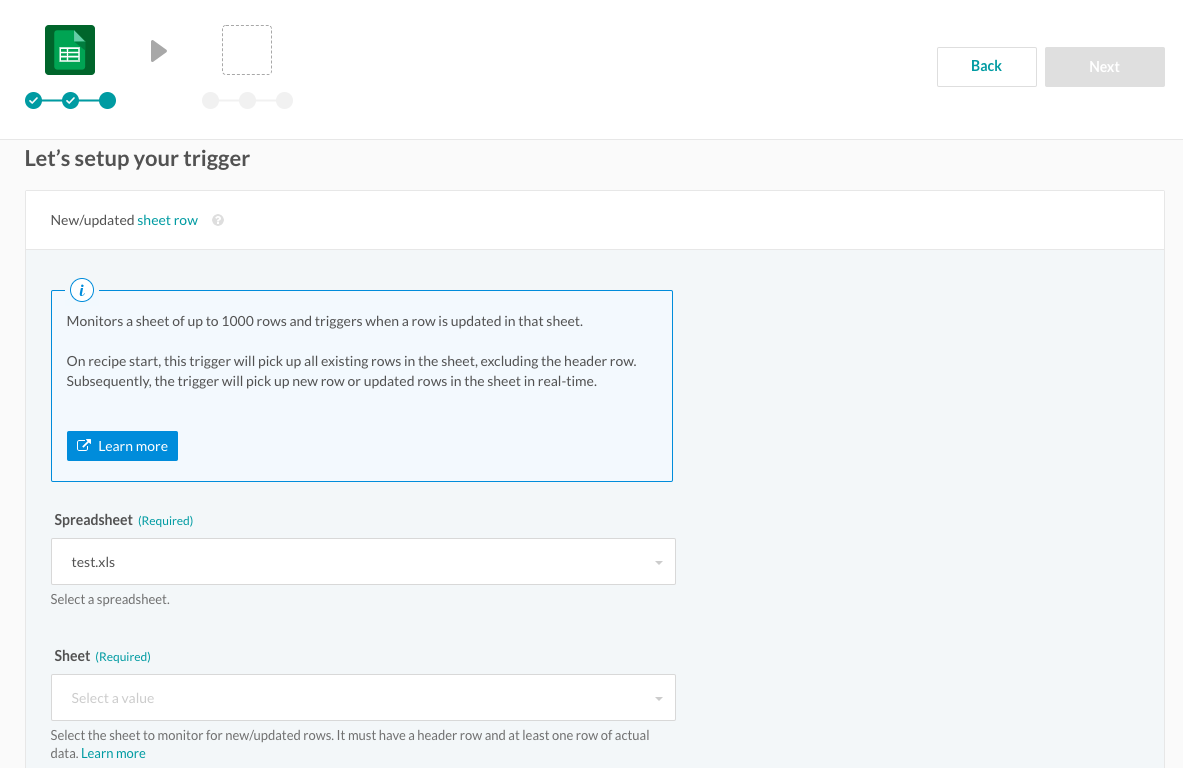 Back
Next
Let's setup your trigger
New/updated sheet row ?
i
Monitors a sheet of up to 1000 rows and triggers when a row is updated in that sheet.
On recipe start, this trigger will pick up all existing rows in the sheet, excluding the header row.
Subsequently, the trigger will pick up new row or updated rows in the sheet in real-time.
Learn more
Spreadsheet (Required)
test.xls
Select a spreadsheet.
Sheet (Required)
Select a value
Select the sheet to monitor for new/updated rows. It must have a header row and at least one row of actual
data. Learn more